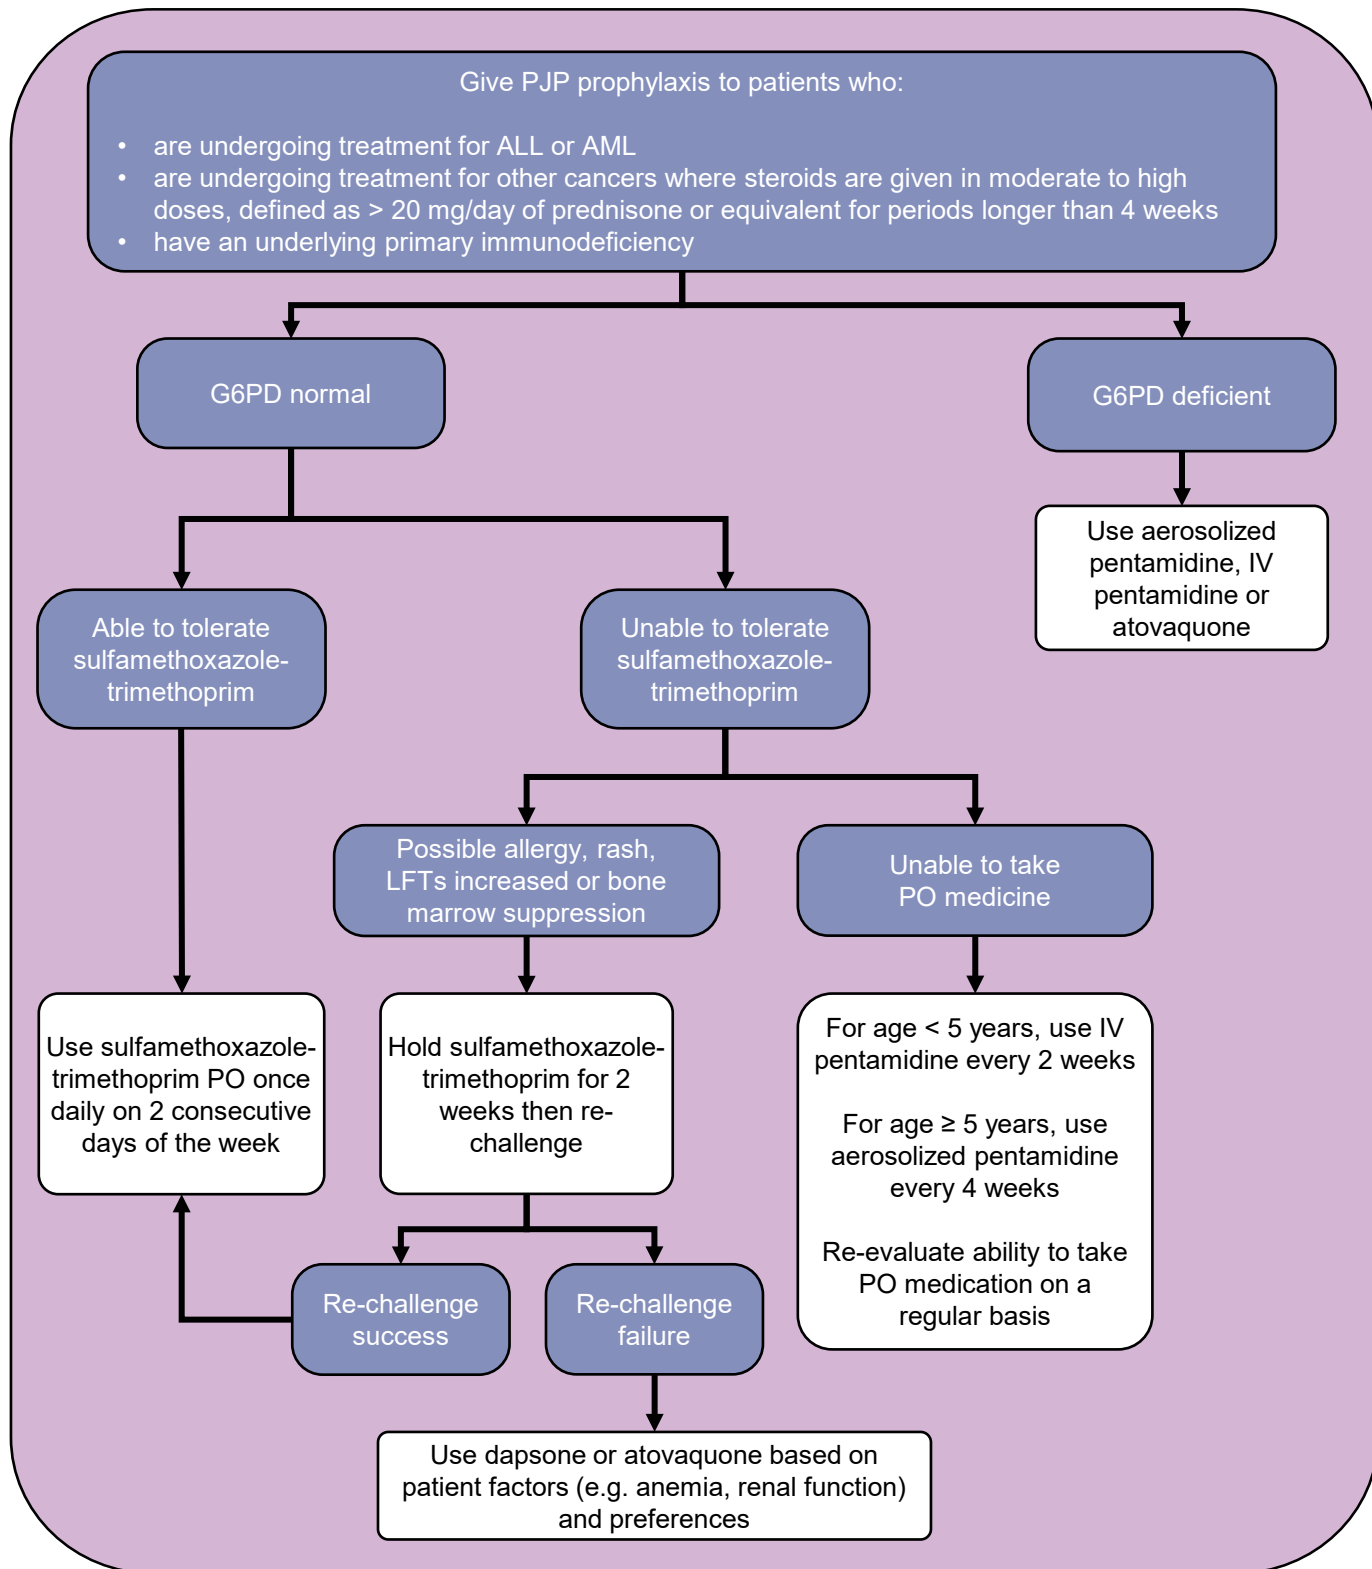 Give PJP prophylaxis to patients who:
• are undergoing treatment for ALL or AML
• are undergoing treatment for other cancers where steroids are given in moderate to high
doses, defined as > 20 mg/day of prednisone or equivalent for periods longer than 4 weeks
• have an underlying primary immunodeficiency
G6PD normal
G6PD deficient
Use aerosolized
pentamidine, IV
pentamidine or
atovaquone
Able to tolerate
sulfamethoxazole-
trimethoprim
Unable to tolerate
sulfamethoxazole-
trimethoprim
Possible allergy, rash,
LFTs increased or bone
marrow suppression
Unable to take
PO medicine
Use sulfamethoxazole-
trimethoprim PO once
daily on 2 consecutive
days of the week
Hold sulfamethoxazole-
trimethoprim for 2
weeks then re-
challenge
For age < 5 years, use IV
pentamidine every 2 weeks
For age ≥ 5 years, use
aerosolized pentamidine
every 4 weeks
Re-evaluate ability to take
PO medication on a
regular basis
Re-challenge
success
Re-challenge
failure
Use dapsone or atovaquone based on
patient factors (e.g. anemia, renal function)
and preferences